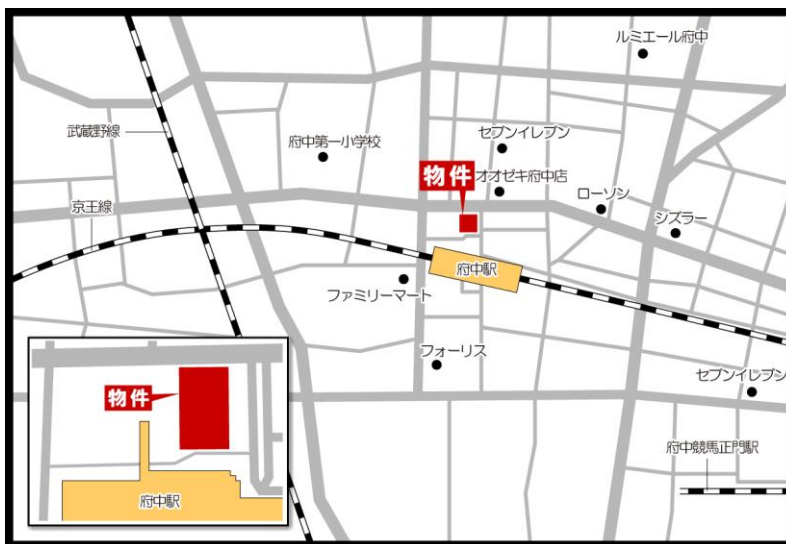 ルミエール府中
武蔵野線
府中第一小学校
セブンイレブン
物件
オオゼキ府中店
京王線
ローソン
シズラー
府中駅
ファミリーマート
フォーリス
セブンイレブン
物件
府中競馬正門駅
府中駅